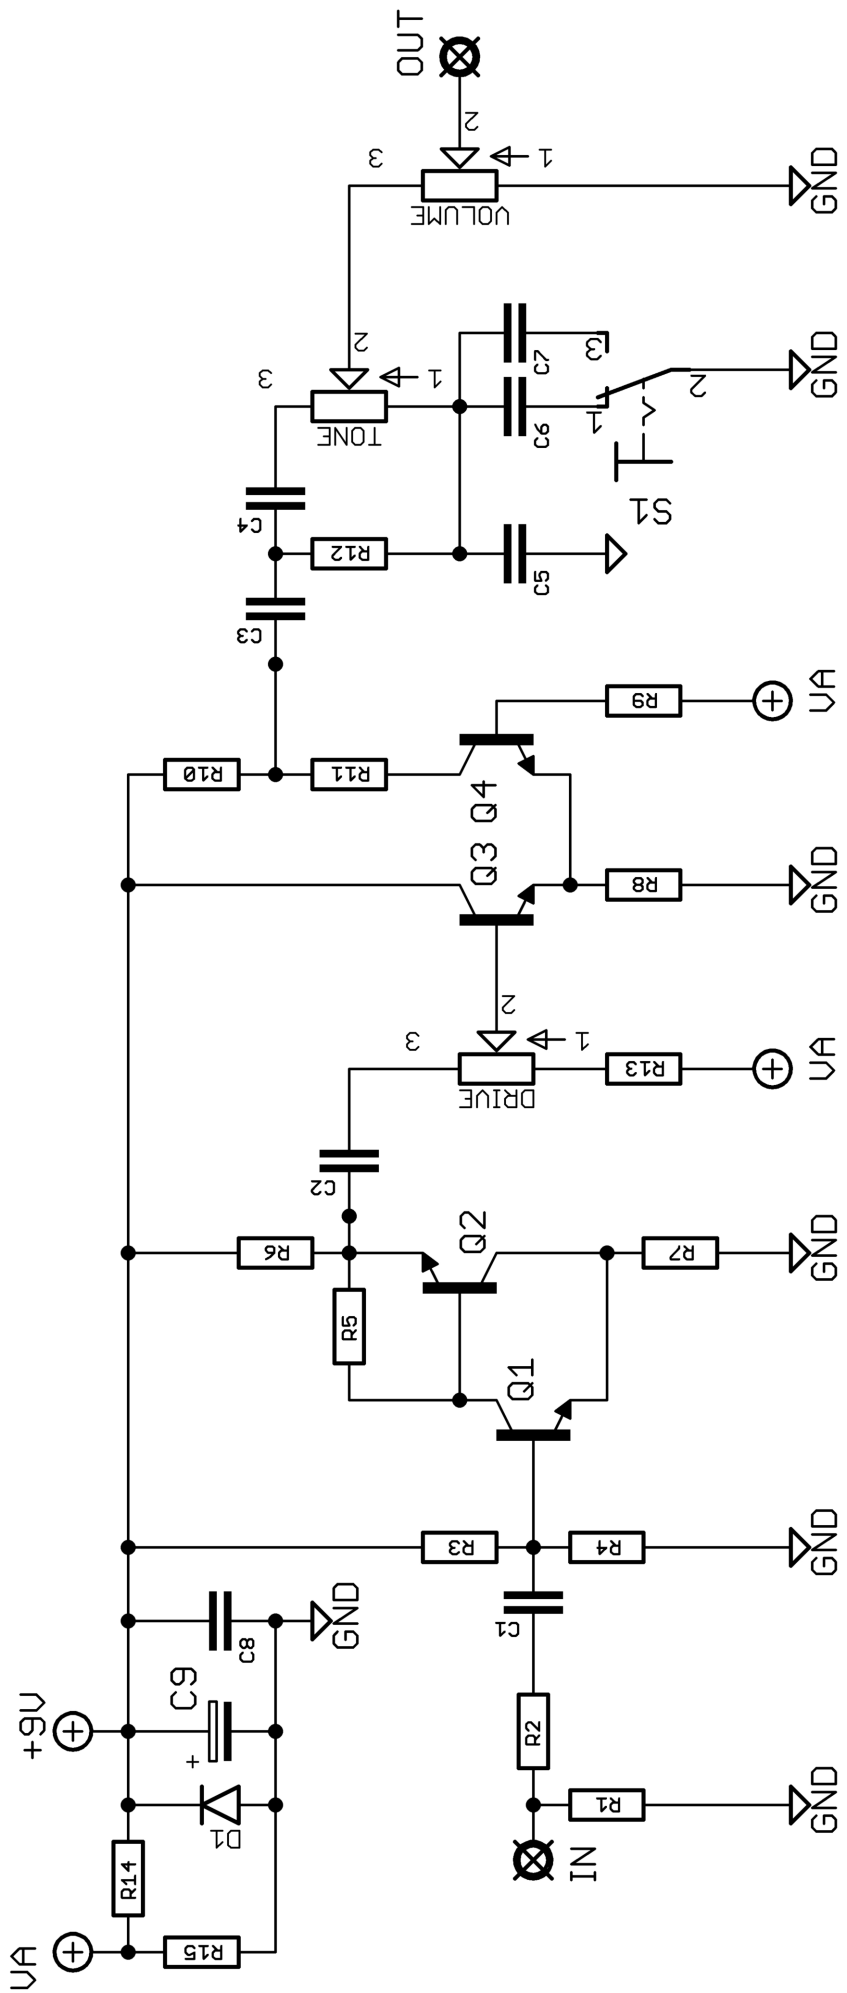 OUT
2
3
1
VOLUME
GND
2
3
1
TONE
C7
3
C6
1
2
GND
S1
C4
R12
C5
C3
R9
VA
R10
R11
Q4
Q3
R8
GND
2
3
1
DRIVE
R13
VA
C2
R6
Q2
R7
GND
R5
Q1
R3
R4
GND
C8
GND
C1
+9V
C9
+
R2
D1
R1
GND
IN
R14
VA
R15